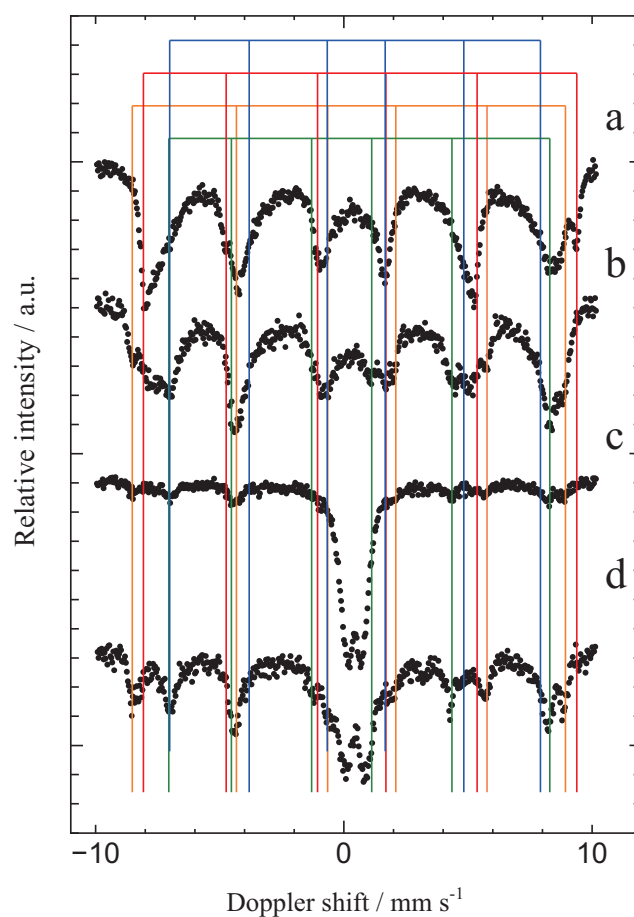 a
b
c
d
Relative intensity / a.u.
−10 0 10
Doppler shift / mm s⁻¹